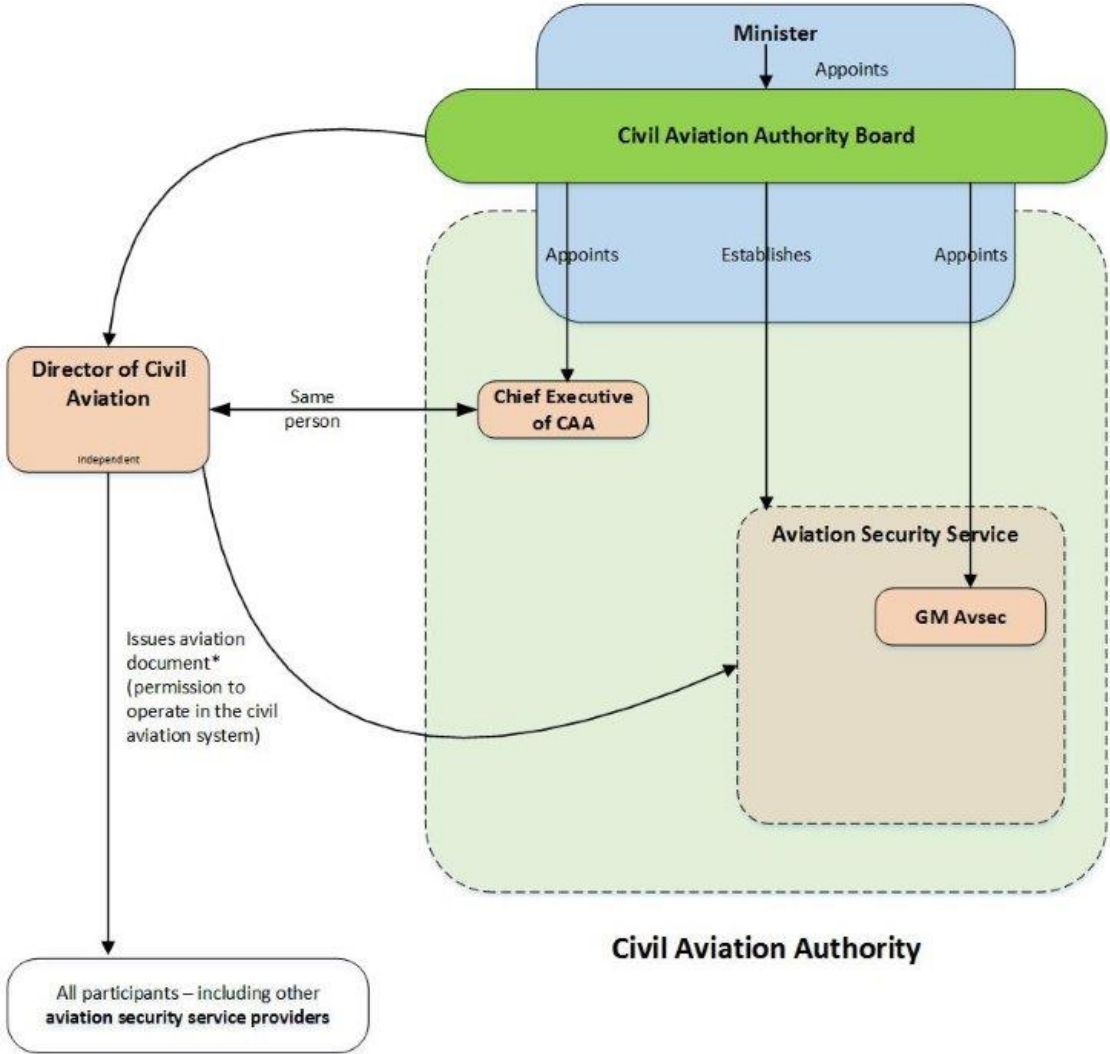 Minister
Appoints
Civil Aviation Authority Board
Appoints
Establishes
Appoints
Director of Civil
Aviation
Independent
Same
person
Chief Executive
of CAA
Aviation Security Service
GM Avsec
Issues aviation
document*
(permission to
operate in the civil
aviation system)
Civil Aviation Authority
All participants – including other
aviation security service providers